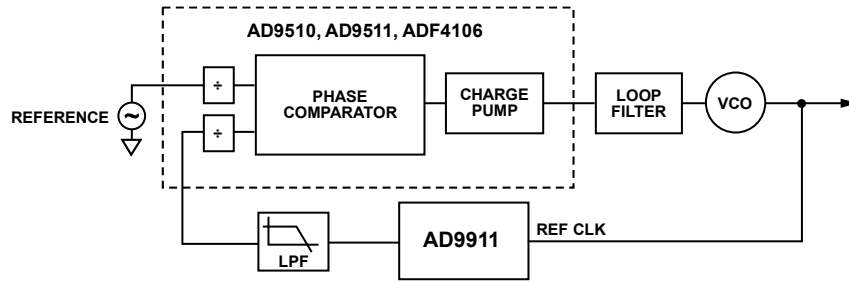 AD9510, AD9511, ADF4106
÷
PHASE
COMPARATOR
CHARGE
PUMP
LOOP
FILTER
VCO
REFERENCE
~
÷
LPF
AD9911
REF CLK